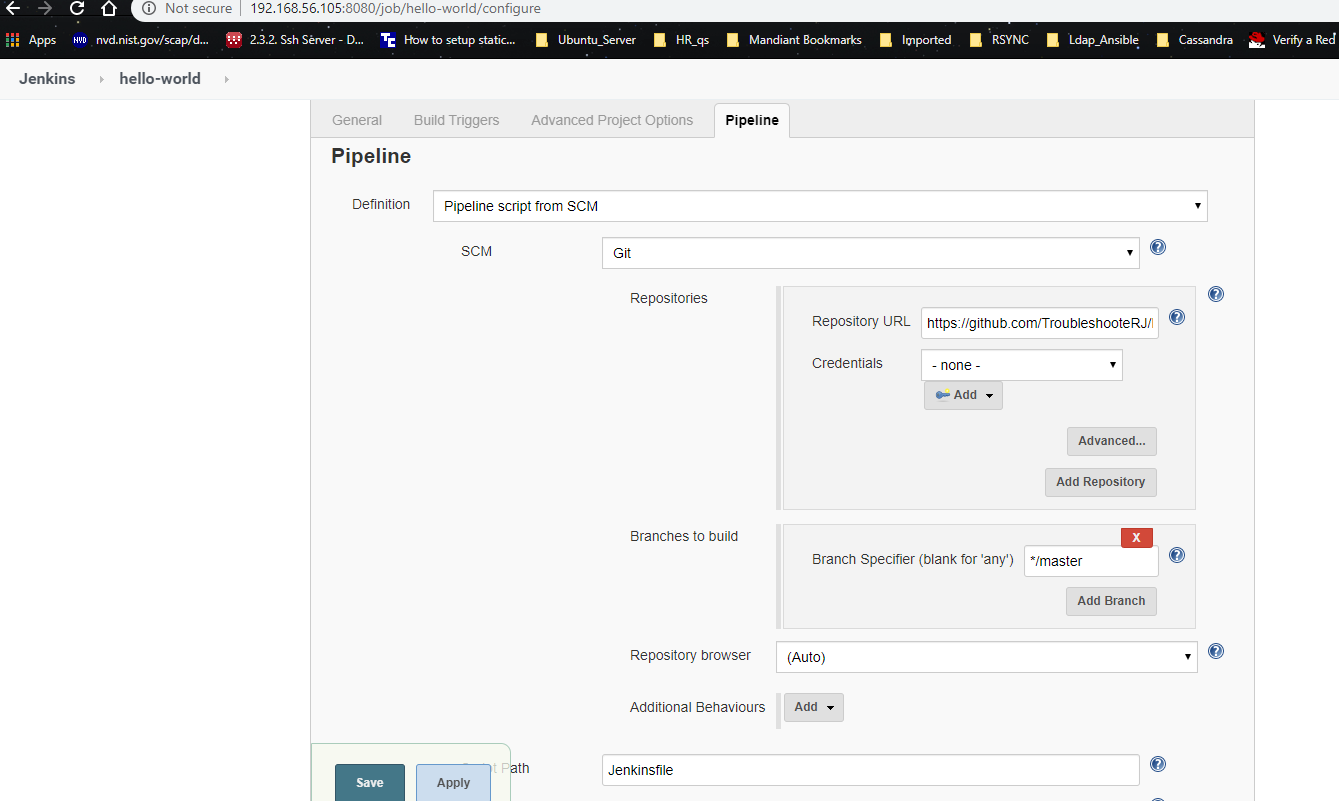 Not secure 192.168.56.105:8080/job/hello-world/configure
Apps NVD nvd.nist.gov/scap/d... 2.3.2. Ssh Server - D... Tc How to setup static... Ubuntu_Server HR_qs Mandiant Bookmarks Imported RSYNC Ldap_Ansible Cassandra Verify a Red
Jenkins hello-world
General Build Triggers Advanced Project Options Pipeline
Pipeline
Definition Pipeline script from SCM
SCM Git
Repositories
Repository URL https://github.com/TroubleshooteRJ/
Credentials - none -
Add
Advanced...
Add Repository
Branches to build
X
Branch Specifier (blank for 'any') */master
Add Branch
Repository browser (Auto)
Additional Behaviours Add
Path Jenkinsfile
Save Apply